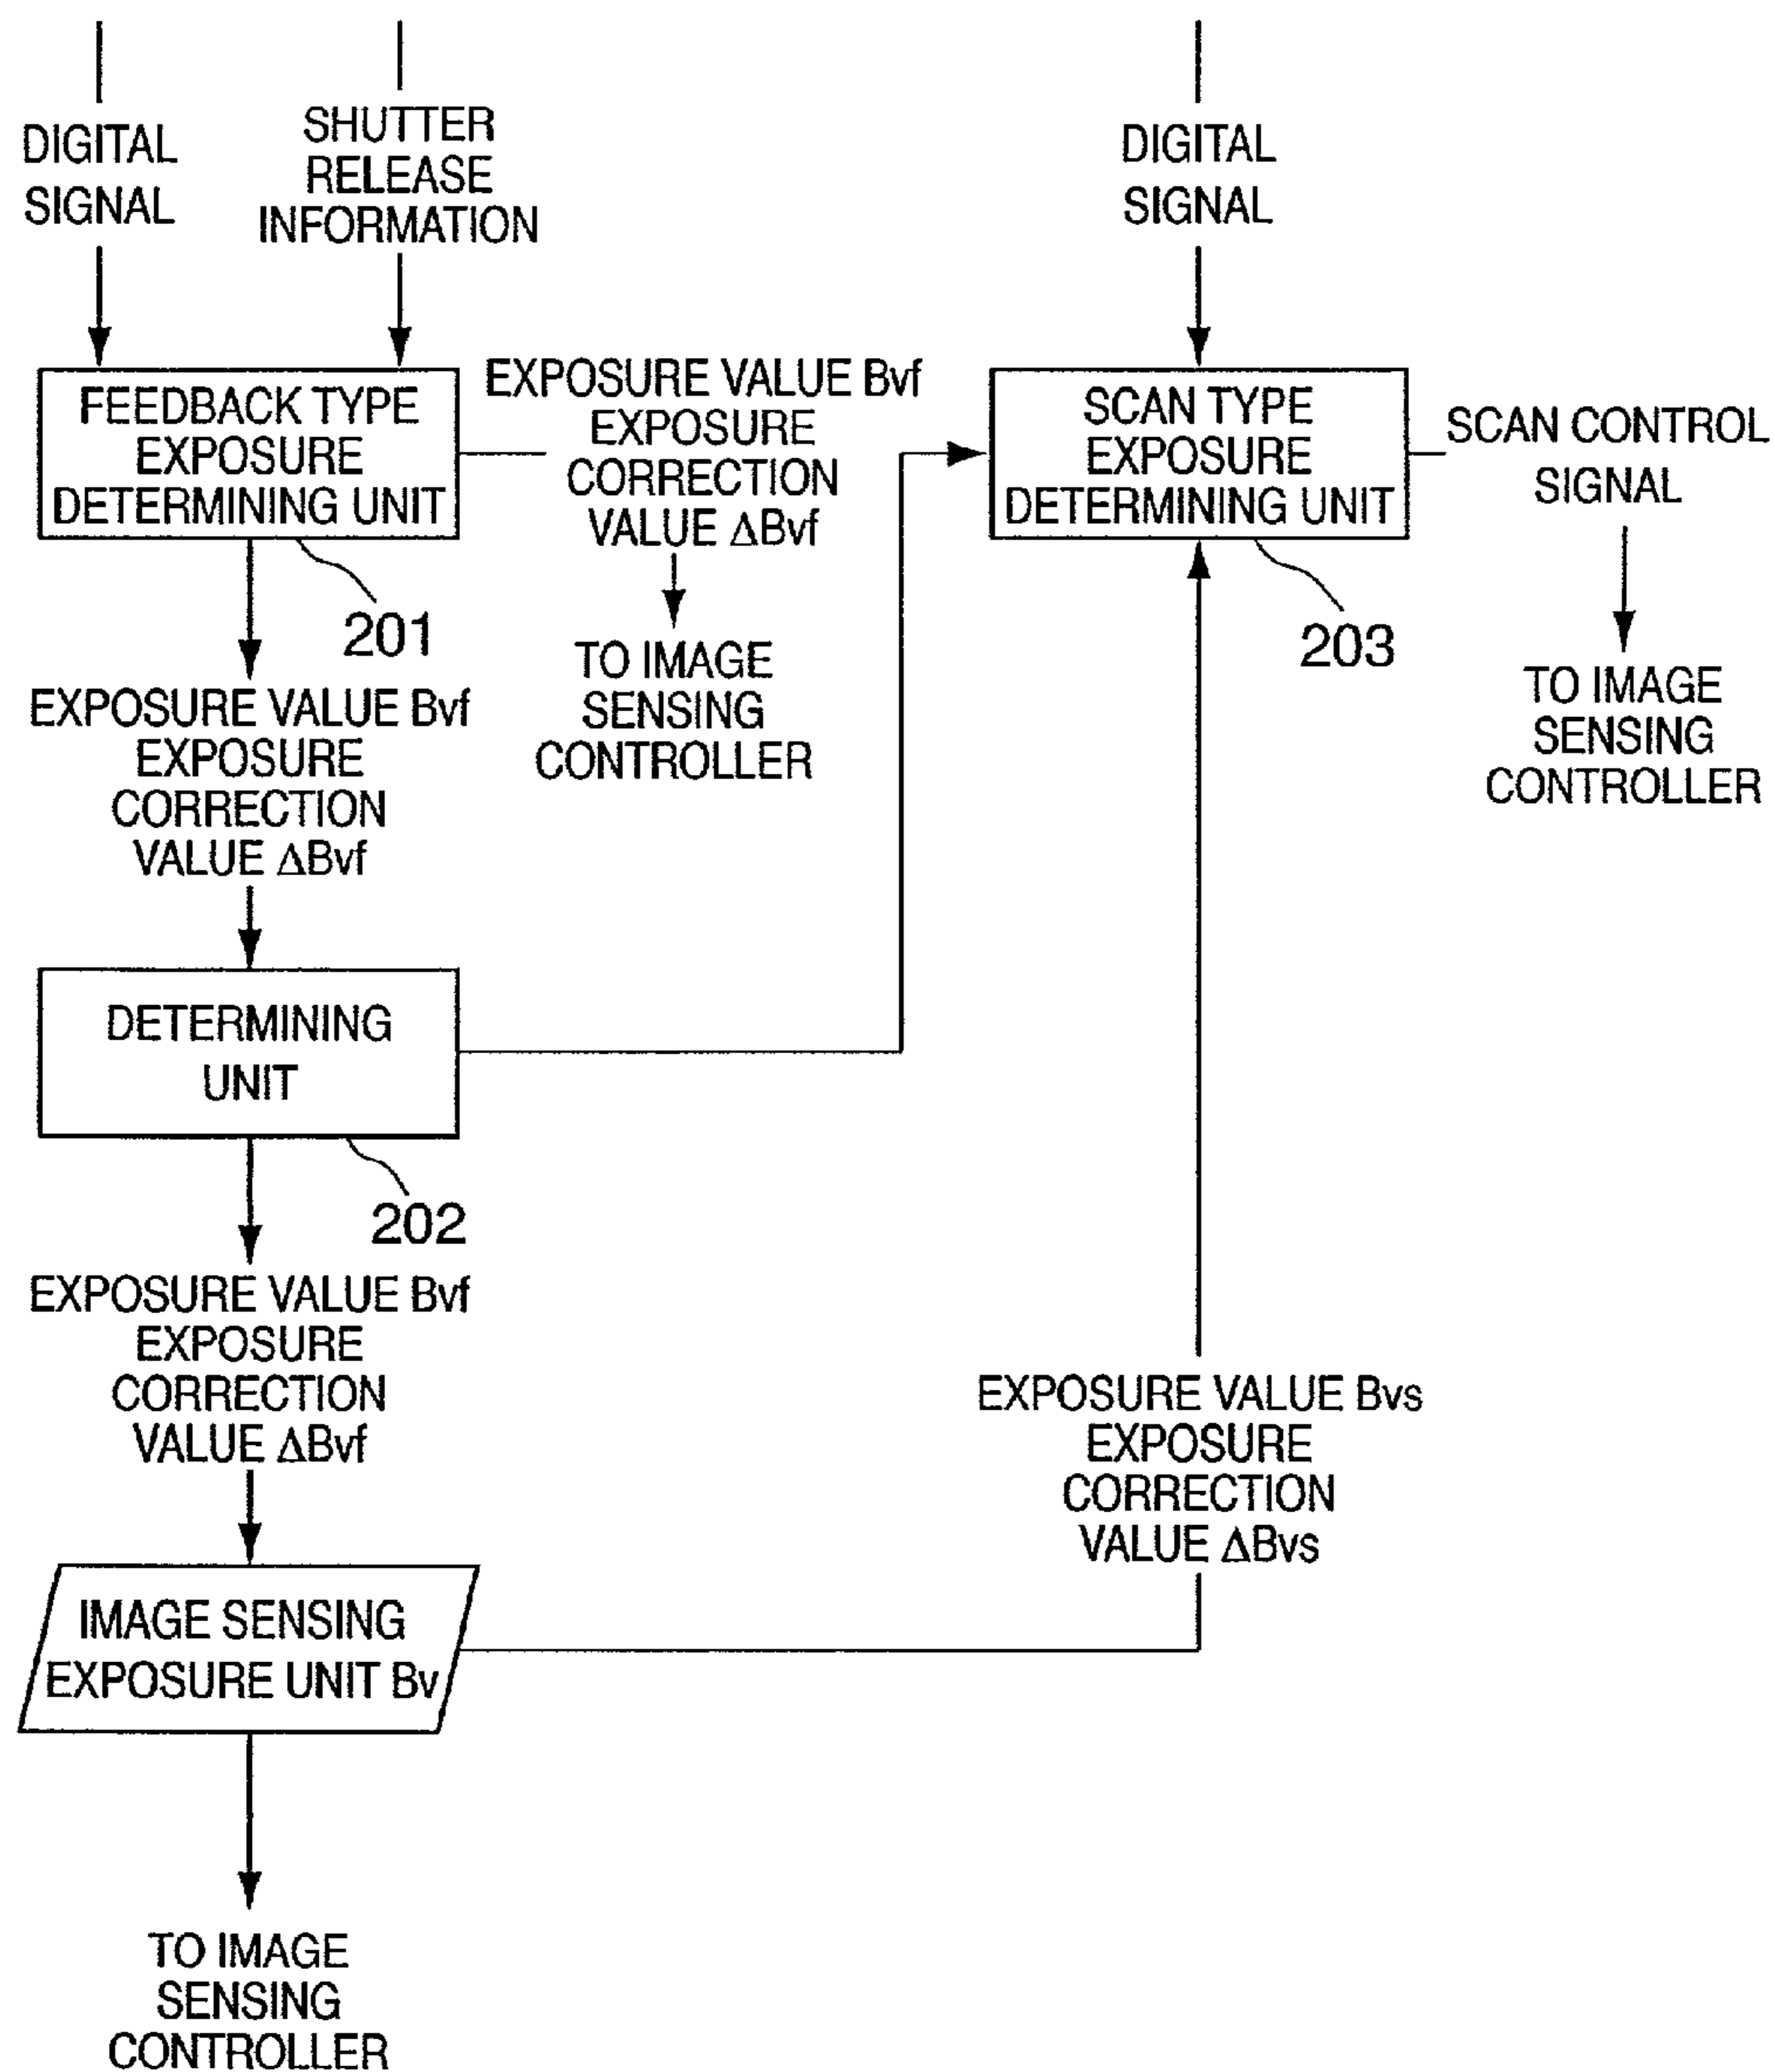 DIGITAL
SIGNAL
SHUTTER
RELEASE
INFORMATION
DIGITAL
SIGNAL
FEEDBACK TYPE
EXPOSURE
DETERMINING UNIT
201
EXPOSURE VALUE Bvf
EXPOSURE
CORRECTION
VALUE ΔBvf
TO IMAGE
SENSING
CONTROLLER
SCAN TYPE
EXPOSURE
DETERMINING UNIT
203
SCAN CONTROL
SIGNAL
TO IMAGE
SENSING
CONTROLLER
EXPOSURE VALUE Bvf
EXPOSURE
CORRECTION
VALUE ΔBvf
DETERMINING
UNIT
202
EXPOSURE VALUE Bvf
EXPOSURE
CORRECTION
VALUE ΔBvf
EXPOSURE VALUE Bvs
EXPOSURE
CORRECTION
VALUE ΔBvs
IMAGE SENSING
EXPOSURE UNIT Bv
TO IMAGE
SENSING
CONTROLLER